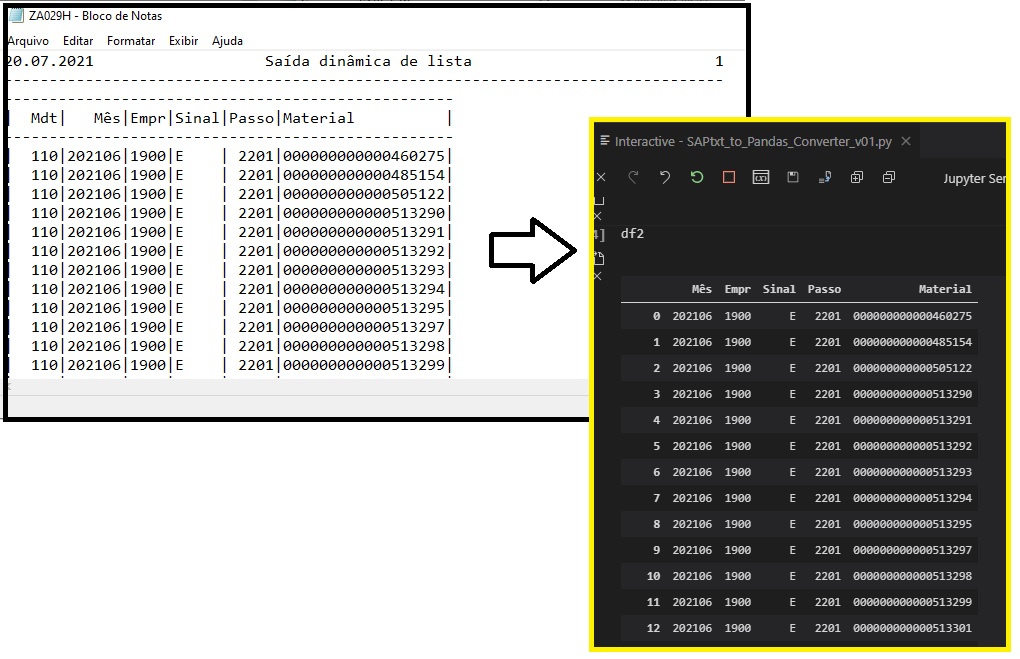 ZA029H - Bloco de Notas
Arquivo Editar Formatar Exibir Ajuda
20.07.2021 Saída dinâmica de lista 1
--------------------------------------------------------------------------------
--------------------------------------------------
| Mdt| Mês|Empr|Sinal|Passo|Material |
--------------------------------------------------
| 110|202106|1900|E | 2201|000000000000460275|
| 110|202106|1900|E | 2201|000000000000485154|
| 110|202106|1900|E | 2201|000000000000505122|
| 110|202106|1900|E | 2201|000000000000513290|
| 110|202106|1900|E | 2201|000000000000513291|
| 110|202106|1900|E | 2201|000000000000513292|
| 110|202106|1900|E | 2201|000000000000513293|
| 110|202106|1900|E | 2201|000000000000513294|
| 110|202106|1900|E | 2201|000000000000513295|
| 110|202106|1900|E | 2201|000000000000513297|
| 110|202106|1900|E | 2201|000000000000513298|
| 110|202106|1900|E | 2201|000000000000513299|
Interactive - SAPtxt_to_Pandas_Converter_v01.py
Jupyter Ser
4] df2
Mês Empr Sinal Passo Material
0 202106 1900 E 2201 000000000000460275
1 202106 1900 E 2201 000000000000485154
2 202106 1900 E 2201 000000000000505122
3 202106 1900 E 2201 000000000000513290
4 202106 1900 E 2201 000000000000513291
5 202106 1900 E 2201 000000000000513292
6 202106 1900 E 2201 000000000000513293
7 202106 1900 E 2201 000000000000513294
8 202106 1900 E 2201 000000000000513295
9 202106 1900 E 2201 000000000000513297
10 202106 1900 E 2201 000000000000513298
11 202106 1900 E 2201 000000000000513299
12 202106 1900 E 2201 000000000000513301